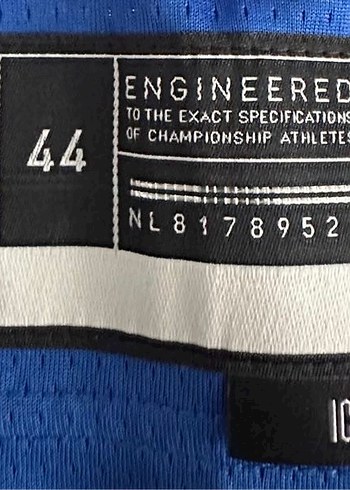 44
ENGINEERED
TO THE EXACT SPECIFICATIONS
OF CHAMPIONSHIP ATHLETES
NL8178952